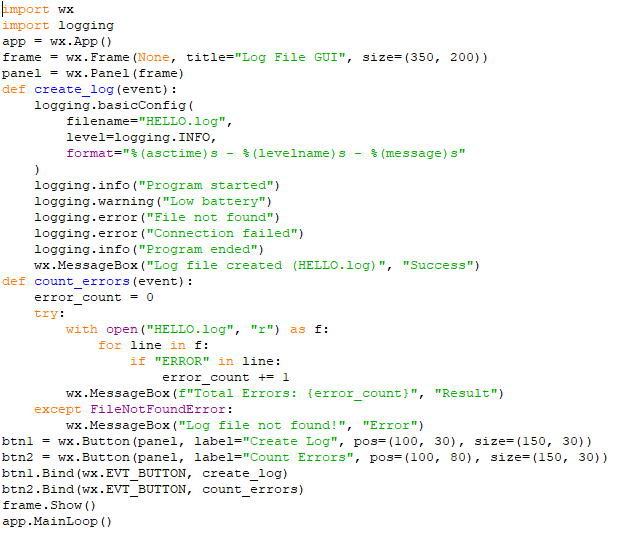 import wx
import logging
app = wx.App()
frame = wx.Frame(None, title="Log File GUI", size=(350, 200))
panel = wx.Panel(frame)
def create_log(event):
    logging.basicConfig(
        filename="HELLO.log",
        level=logging.INFO,
        format="%(asctime)s - %(levelname)s - %(message)s"
    )
    logging.info("Program started")
    logging.warning("Low battery")
    logging.error("File not found")
    logging.error("Connection failed")
    logging.info("Program ended")
    wx.MessageBox("Log file created (HELLO.log)", "Success")
def count_errors(event):
    error_count = 0
    try:
        with open("HELLO.log", "r") as f:
            for line in f:
                if "ERROR" in line:
                    error_count += 1
        wx.MessageBox(f"Total Errors: {error_count}", "Result")
    except FileNotFoundError:
        wx.MessageBox("Log file not found!", "Error")
btn1 = wx.Button(panel, label="Create Log", pos=(100, 30), size=(150, 30))
btn2 = wx.Button(panel, label="Count Errors", pos=(100, 80), size=(150, 30))
btn1.Bind(wx.EVT_BUTTON, create_log)
btn2.Bind(wx.EVT_BUTTON, count_errors)
frame.Show()
app.MainLoop()